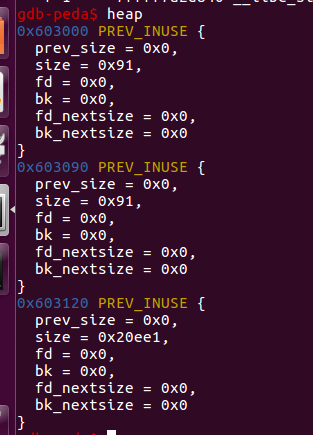 gdb-peda$ heap
0x603000 PREV_INUSE {
  prev_size = 0x0,
  size = 0x91,
  fd = 0x0,
  bk = 0x0,
  fd_nextsize = 0x0,
  bk_nextsize = 0x0
}
0x603090 PREV_INUSE {
  prev_size = 0x0,
  size = 0x91,
  fd = 0x0,
  bk = 0x0,
  fd_nextsize = 0x0,
  bk_nextsize = 0x0
}
0x603120 PREV_INUSE {
  prev_size = 0x0,
  size = 0x20ee1,
  fd = 0x0,
  bk = 0x0,
  fd_nextsize = 0x0,
  bk_nextsize = 0x0
}